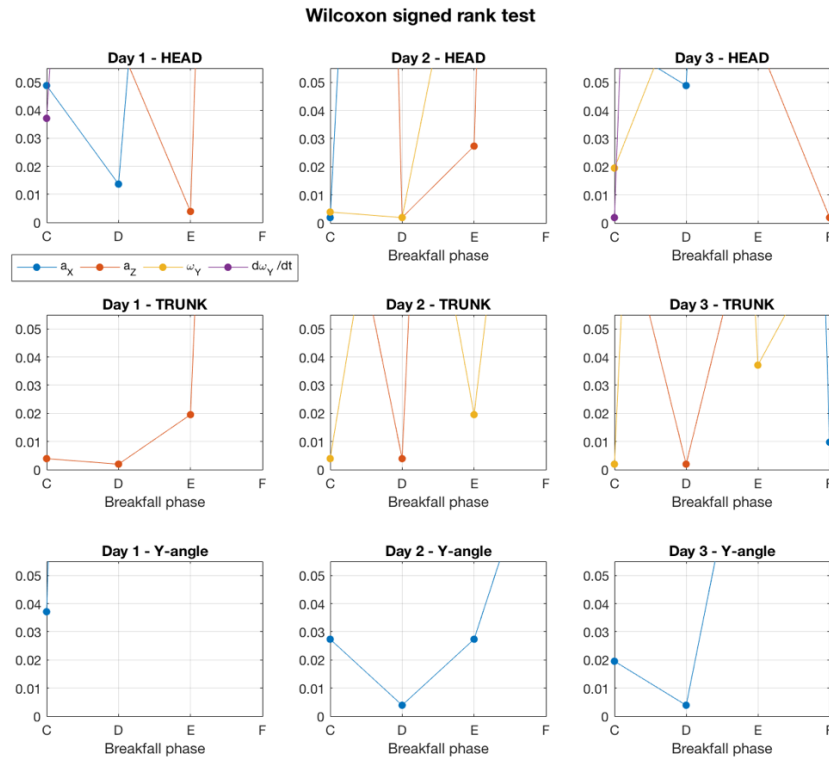 Wilcoxon signed rank test
Day 1 - HEAD
0.05
0.04
0.03
0.02
0.01
0
C D E F
Breakfall phase
Day 2 - HEAD
0.05
0.04
0.03
0.02
0.01
0
C D E F
Breakfall phase
Day 3 - HEAD
0.05
0.04
0.03
0.02
0.01
0
C D E F
Breakfall phase
a_X a_Z ω_Y dω_Y /dt
Day 1 - TRUNK
0.05
0.04
0.03
0.02
0.01
0
C D E F
Breakfall phase
Day 2 - TRUNK
0.05
0.04
0.03
0.02
0.01
0
C D E F
Breakfall phase
Day 3 - TRUNK
0.05
0.04
0.03
0.02
0.01
0
C D E F
Breakfall phase
Day 1 - Y-angle
0.05
0.04
0.03
0.02
0.01
0
C D E F
Breakfall phase
Day 2 - Y-angle
0.05
0.04
0.03
0.02
0.01
0
C D E F
Breakfall phase
Day 3 - Y-angle
0.05
0.04
0.03
0.02
0.01
0
C D E F
Breakfall phase